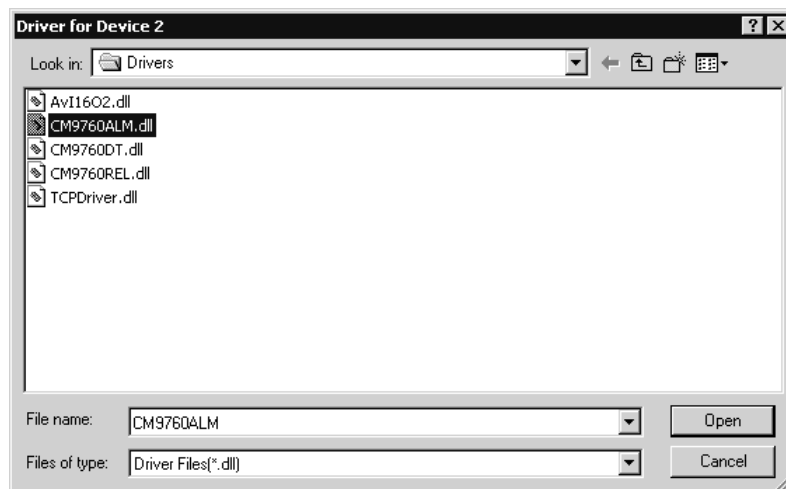 Driver for Device 2
Look in: Drivers
AvI16O2.dll
CM9760ALM.dll
CM9760DT.dll
CM9760REL.dll
TCPDriver.dll
File name: CM9760ALM Open
Files of type: Driver Files(*.dll) Cancel